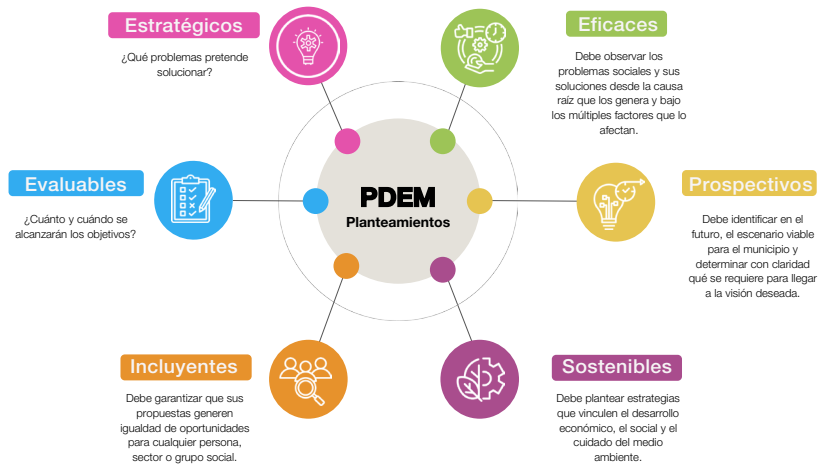 Estratégicos
¿Qué problemas pretende
solucionar?
Eficaces
Debe observar los
problemas sociales y sus
soluciones desde la causa
raíz que los genera y bajo
los múltiples factores que lo
afectan.
Evaluables
¿Cuánto y cuándo se
alcanzarán los objetivos?
PDEM
Planteamientos
Prospectivos
Debe identificar en el
futuro, el escenario viable
para el municipio y
determinar con claridad
qué se requiere para llegar
a la visión deseada.
Incluyentes
Debe garantizar que sus
propuestas generen
igualdad de oportunidades
para cualquier persona,
sector o grupo social.
Sostenibles
Debe plantear estrategias
que vinculen el desarrollo
económico, el social y el
cuidado del medio
ambiente.